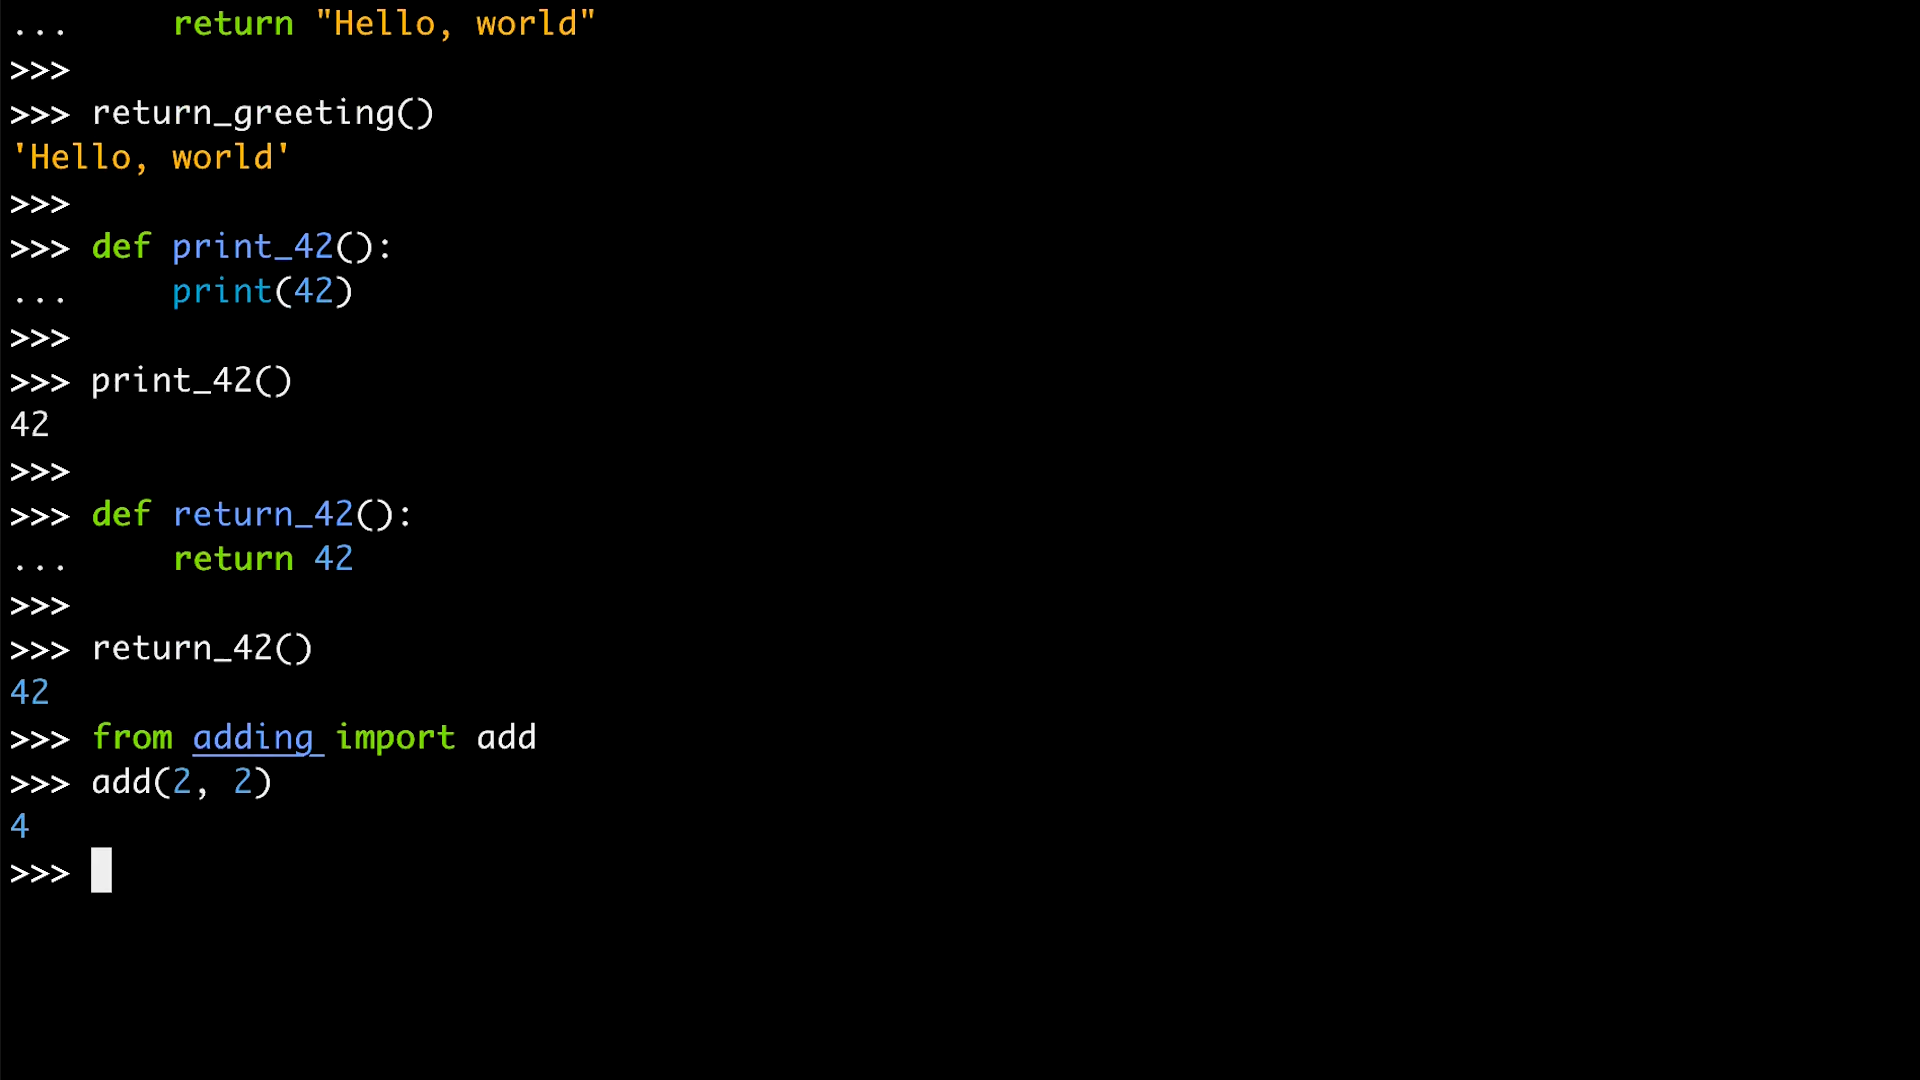 ...     return "Hello, world"
>>>
>>> return_greeting()
'Hello, world'
>>>
>>> def print_42():
...     print(42)
>>>
>>> print_42()
42
>>>
>>> def return_42():
...     return 42
>>>
>>> return_42()
42
>>> from adding import add
>>> add(2, 2)
4
>>>